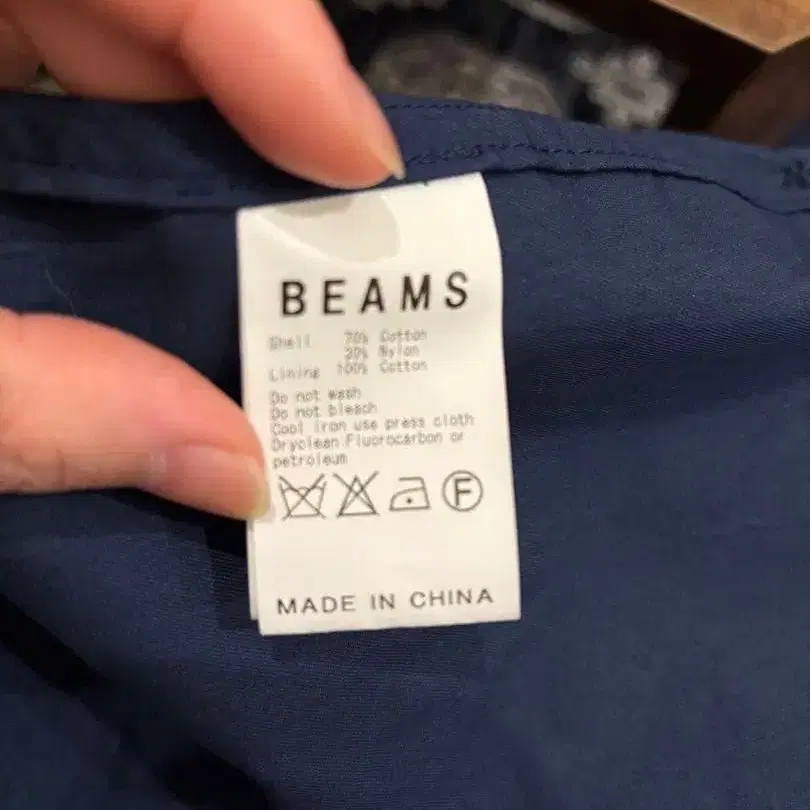 BEAMS
Shell 70% Cotton
30% Nylon
Lining 100% Cotton
Do not wash
Do not bleach
Cool iron use press cloth
Dryclean Fluorocarbon or
petroleum
F
MADE IN CHINA